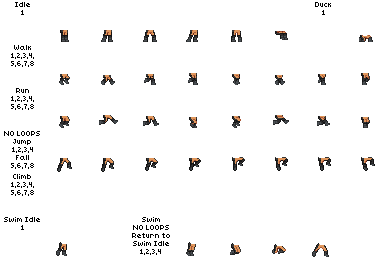 Idle
1
Duck
1
Walk
1,2,3,4,
5,6,7,8
Run
1,2,3,4,
5,6,7,8
NO LOOPS
Jump
1,2,3,4
Fall
5,6,7,8
Climb
1,2,3,4,
5,6,7,8
Swim Idle
1
Swim
NO LOOPS
Return to
Swim Idle
1,2,3,4